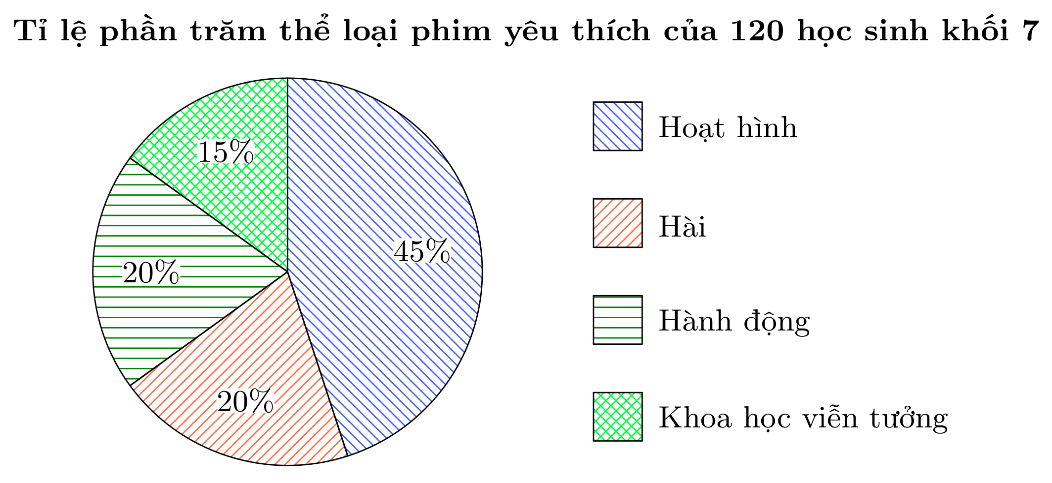 Tỉ lệ phần trăm thể loại phim yêu thích của 120 học sinh khối 7
15%
45%
20%
20%
Hoạt hình
Hài
Hành động
Khoa học viễn tưởng